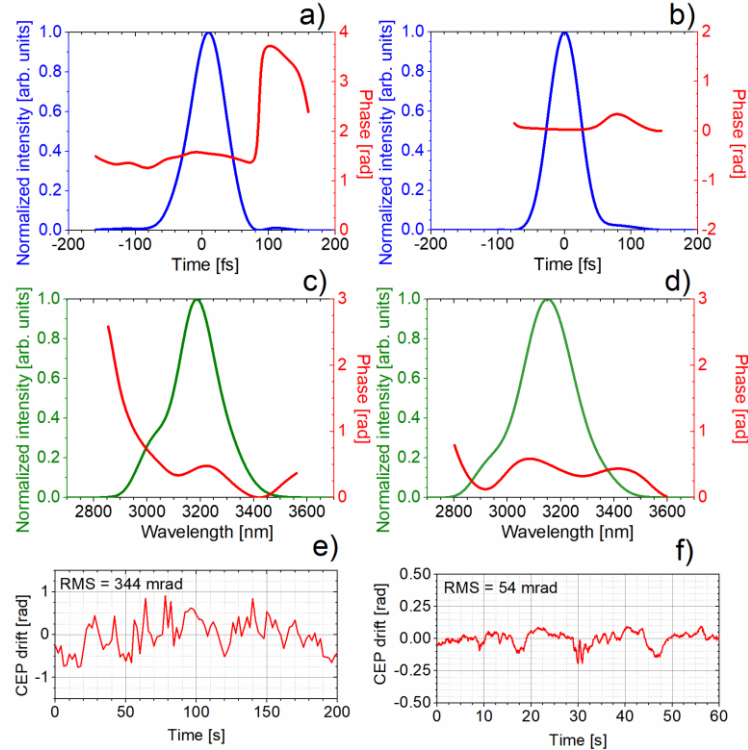 a)
Normalized intensity [arb. units]
1.0
0.8
0.6
0.4
0.2
0.0
4
3
2
1
0
Phase [rad]
-200 -100 0 100 200
Time [fs]
b)
Normalized intensity [arb. units]
1.0
0.8
0.6
0.4
0.2
0.0
2
1
0
-1
-2
Phase [rad]
-200 -100 0 100 200
Time [fs]
c)
Normalized intensity [arb. units]
1.0
0.8
0.6
0.4
0.2
0.0
3
2
1
0
Phase [rad]
2800 3000 3200 3400 3600
Wavelength [nm]
d)
Normalized intensity [arb. units]
1.0
0.8
0.6
0.4
0.2
0.0
3
2
1
0
Phase [rad]
2800 3000 3200 3400 3600
Wavelength [nm]
e)
RMS = 344 mrad
CEP drift [rad]
1
0
-1
0 50 100 150 200
Time [s]
f)
RMS = 54 mrad
CEP drift [rad]
0.50
0.25
0.00
-0.25
-0.50
0 10 20 30 40 50 60
Time [s]